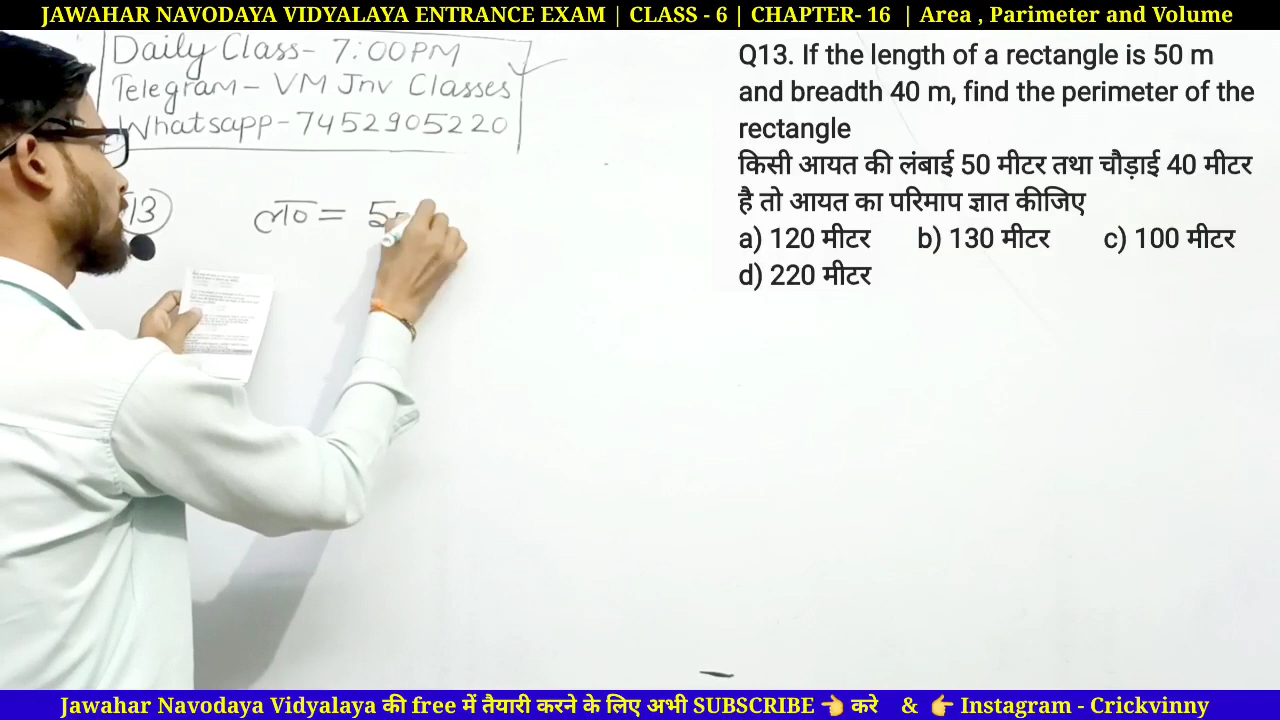 JAWAHAR NAVODAYA VIDYALAYA ENTRANCE EXAM | CLASS - 6 | CHAPTER- 16 | Area , Parimeter and Volume
Daily Class- 7:00PM
Telegram- VM Jnv Classes
Whatsapp-7452905220
13
ल० = 50
Q13. If the length of a rectangle is 50 m
and breadth 40 m, find the perimeter of the
rectangle
किसी आयत की लंबाई 50 मीटर तथा चौड़ाई 40 मीटर
है तो आयत का परिमाप ज्ञात कीजिए
a) 120 मीटर b) 130 मीटर c) 100 मीटर
d) 220 मीटर
Jawahar Navodaya Vidyalaya की free में तैयारी करने के लिए अभी SUBSCRIBE 👈 करे & 👉 Instagram - Crickvinny